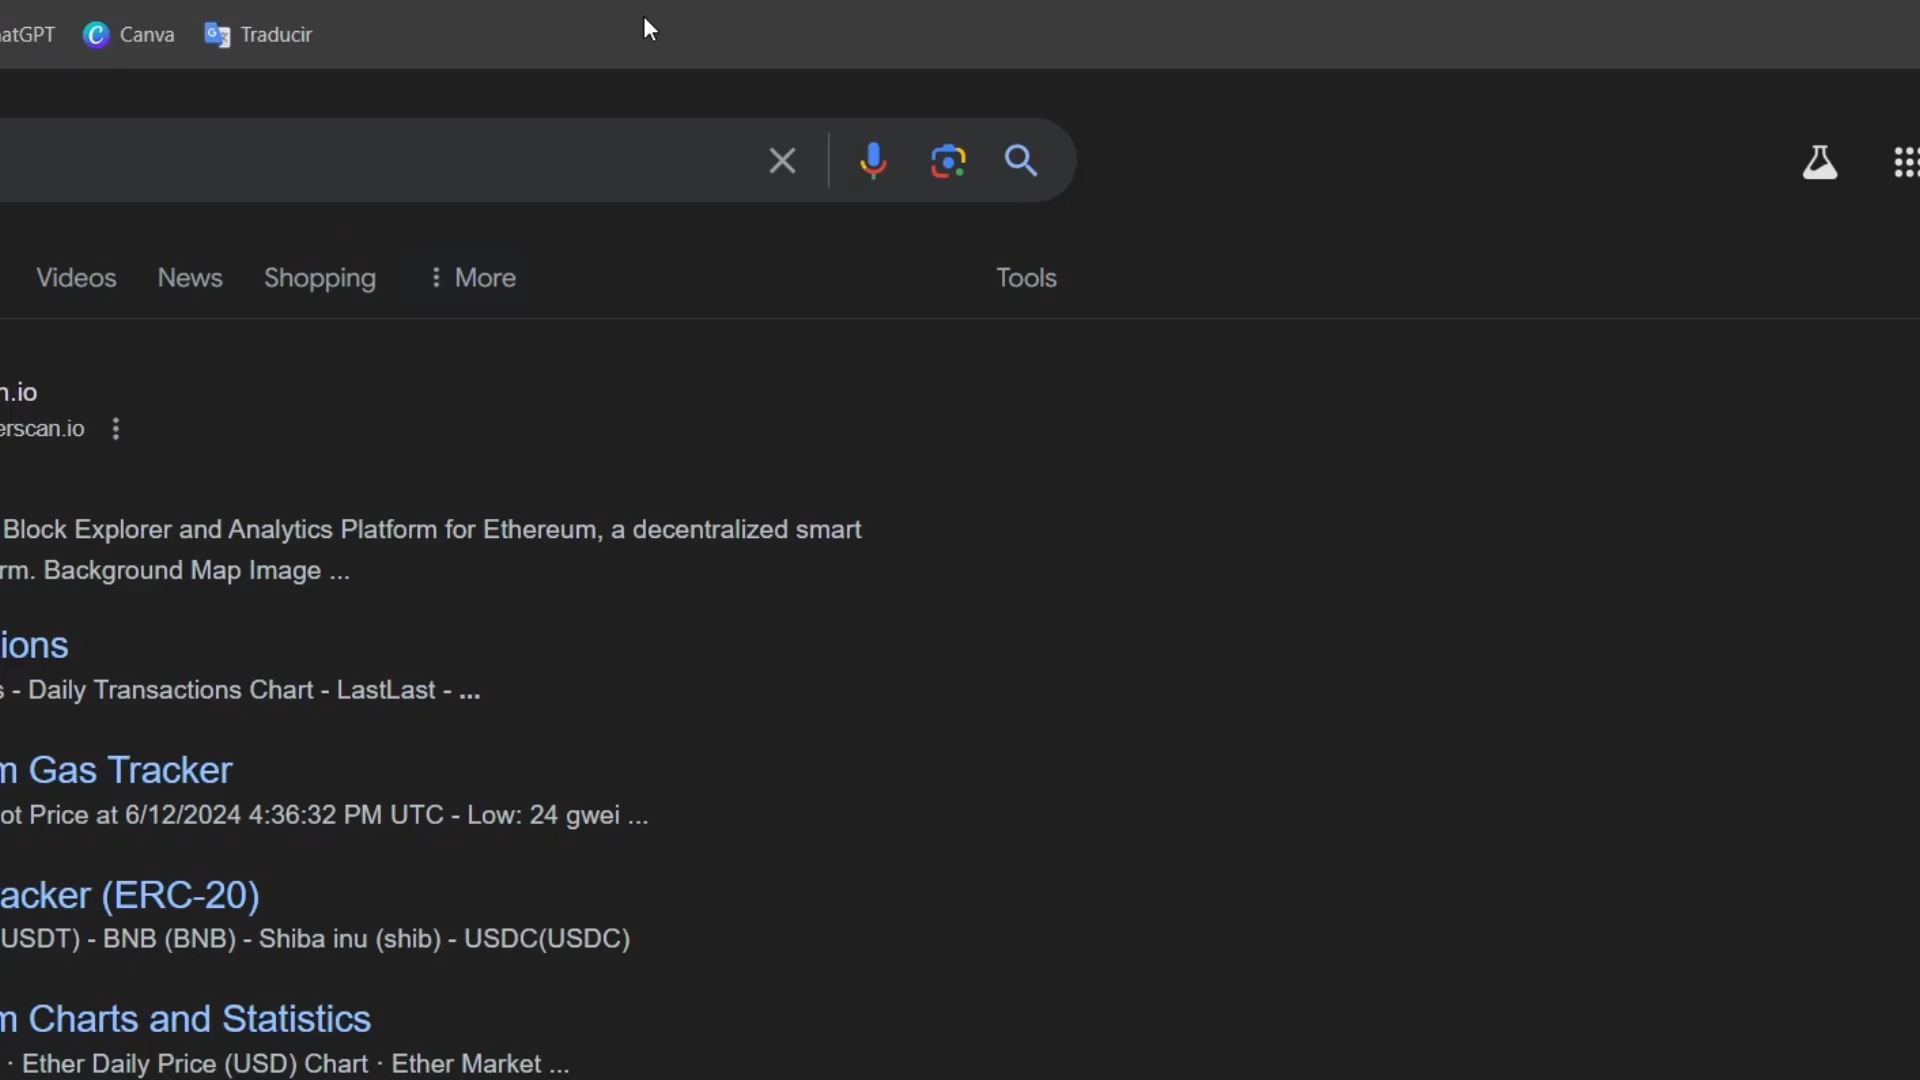 atGPT
Canva
Traducir
Videos
News
Shopping
More
Tools
n.io
erscan.io
Block Explorer and Analytics Platform for Ethereum, a decentralized smart
rm. Background Map Image ...
ions
s - Daily Transactions Chart - LastLast - ...
m Gas Tracker
ot Price at 6/12/2024 4:36:32 PM UTC - Low: 24 gwei ...
acker (ERC-20)
USDT) - BNB (BNB) - Shiba inu (shib) - USDC(USDC)
m Charts and Statistics
· Ether Daily Price (USD) Chart · Ether Market ...